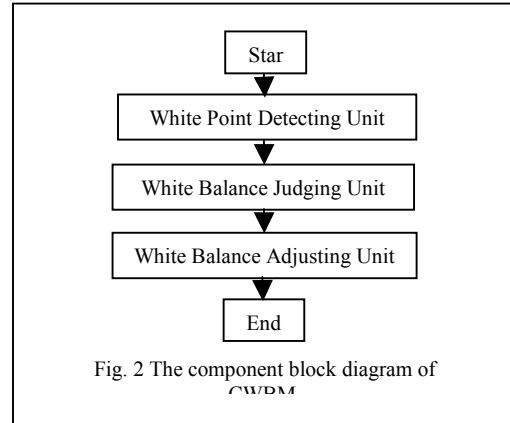 Star
White Point Detecting Unit
White Balance Judging Unit
White Balance Adjusting Unit
End
Fig. 2 The component block diagram of